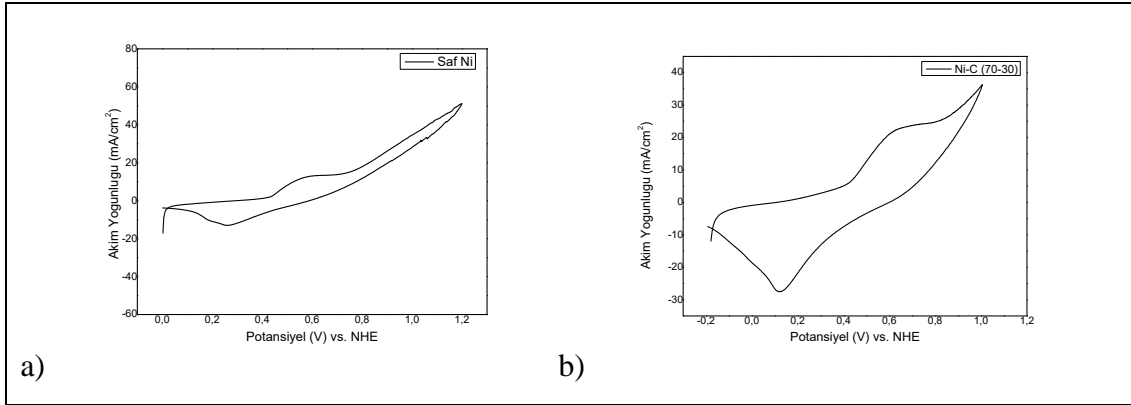 Saf Ni
80
60
40
20
0
-20
-40
-60
0,0 0,2 0,4 0,6 0,8 1,0 1,2
Akim Yogunlugu (mA/cm²)
Potansiyel (V) vs. NHE
a)
Ni-C (70-30)
40
30
20
10
0
-10
-20
-30
-0,2 0,0 0,2 0,4 0,6 0,8 1,0 1,2
Akim Yogunlugu (mA/cm²)
Potansiyel (V) vs. NHE
b)